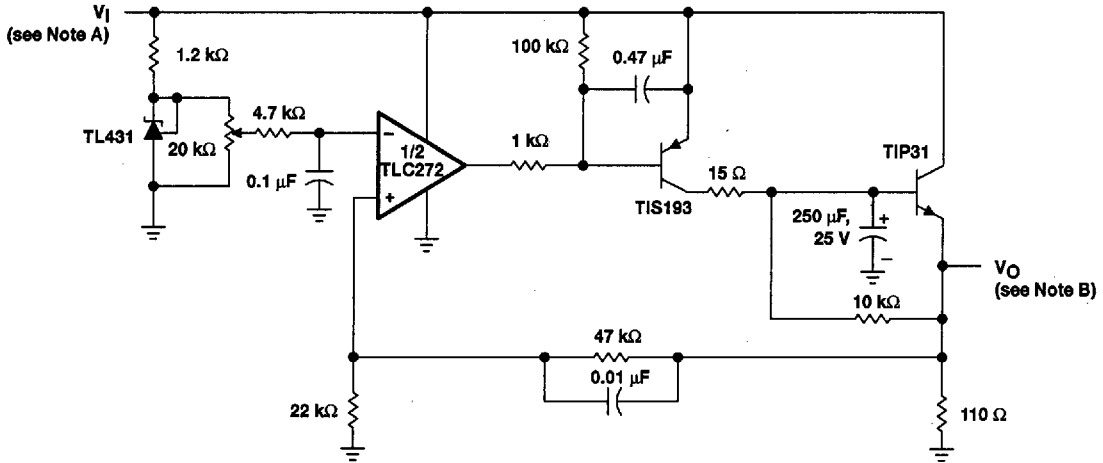 VI
(see Note A)
1.2 kΩ
TL431
20 kΩ
4.7 kΩ
0.1 µF
−
1/2
TLC272
+
100 kΩ
0.47 µF
1 kΩ
TIS193
15 Ω
250 µF,
25 V
+
−
TIP31
VO
(see Note B)
10 kΩ
47 kΩ
0.01 µF
22 kΩ
110 Ω